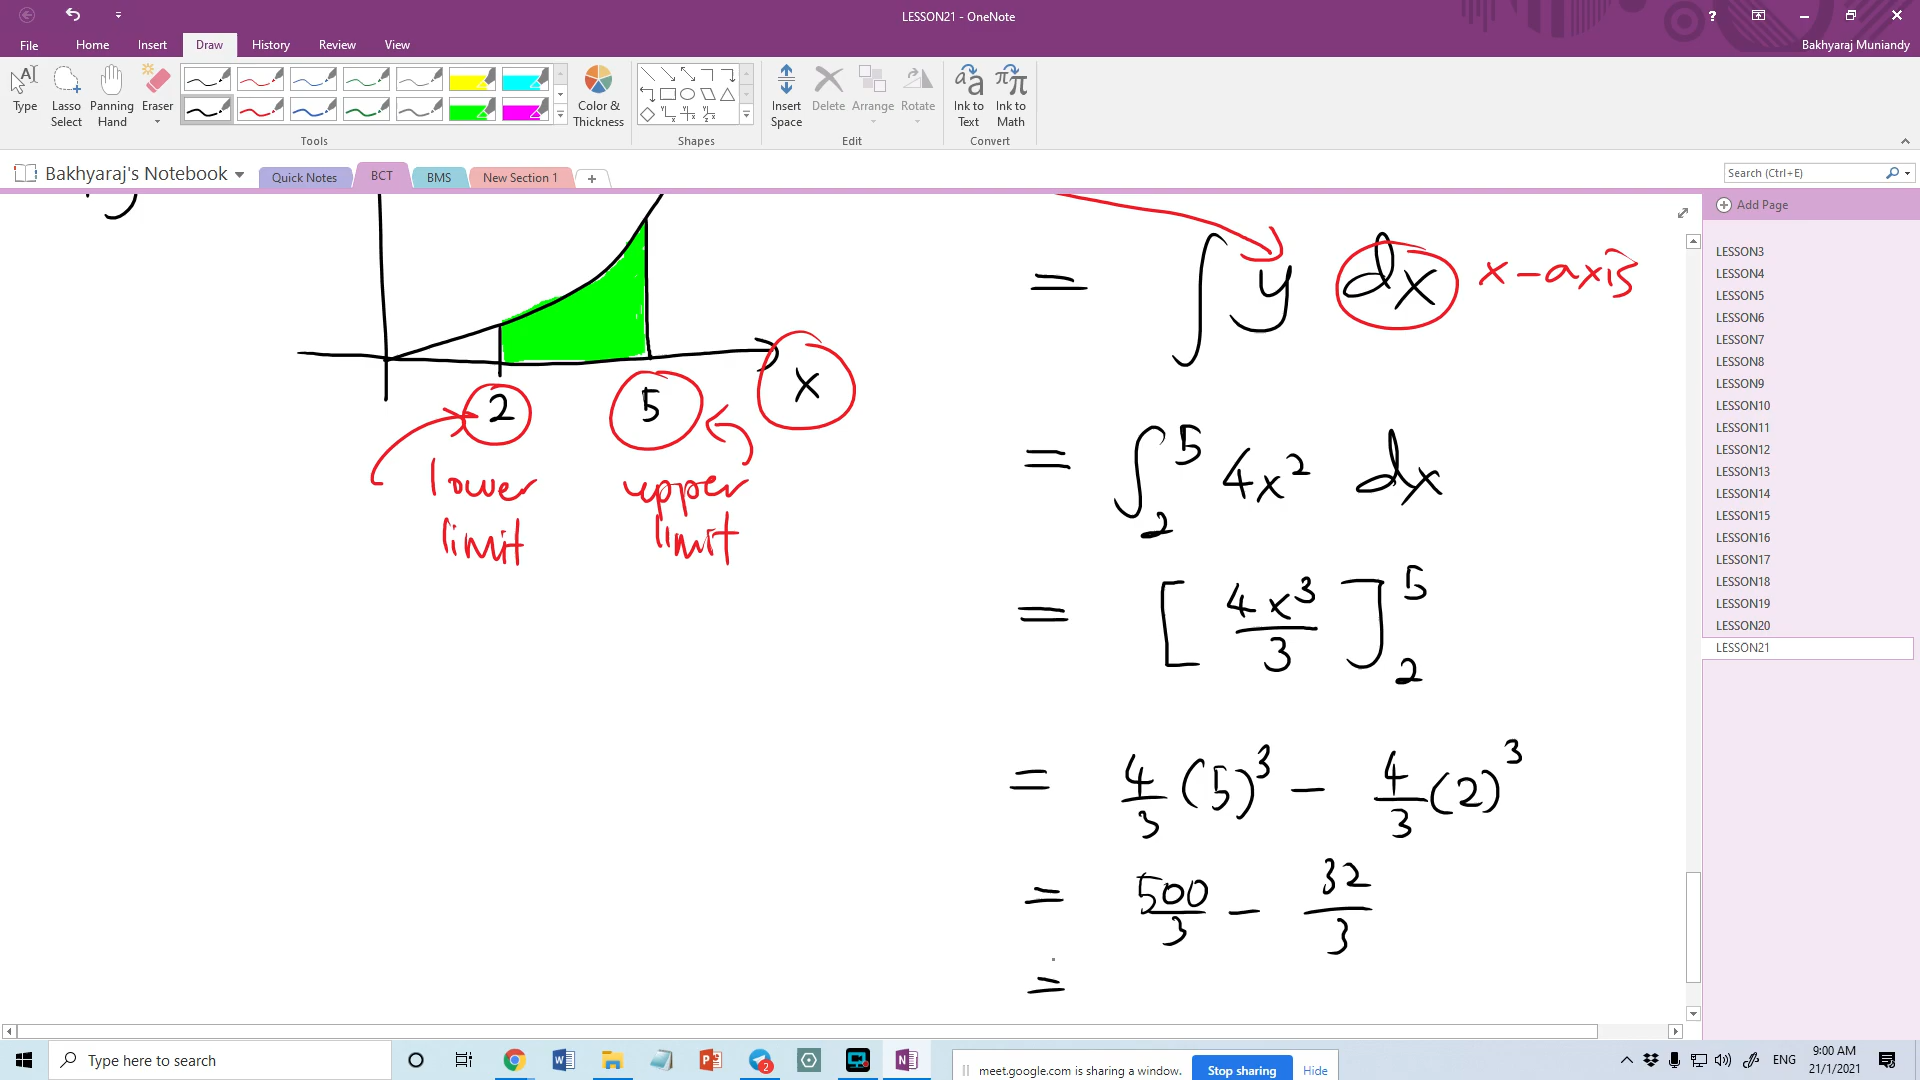 LESSON21 - OneNote
?
File Home Insert Draw History Review View
Bakhyaraj Muniandy
Type
Lasso Select
Panning Hand
Eraser
Color & Thickness
Insert Space
Delete
Arrange
Rotate
Ink to Text
Ink to Math
Tools
Shapes
Edit
Convert
Bakhyaraj's Notebook
Quick Notes
BCT
BMS
New Section 1
Search (Ctrl+E)
Add Page
LESSON3
LESSON4
LESSON5
LESSON6
LESSON7
LESSON8
LESSON9
LESSON10
LESSON11
LESSON12
LESSON13
LESSON14
LESSON15
LESSON16
LESSON17
LESSON18
LESSON19
LESSON20
LESSON21
2 5 x
lower limit
upper limit
= ∫ y dx x-axis
= ∫₂⁵ 4x² dx
= [ 4x³/3 ]₂⁵
= 4/3 (5)³ - 4/3 (2)³
= 500/3 - 32/3
=
Type here to search
2
meet.google.com is sharing a window.
Stop sharing
Hide
ENG
9:00 AM
21/1/2021